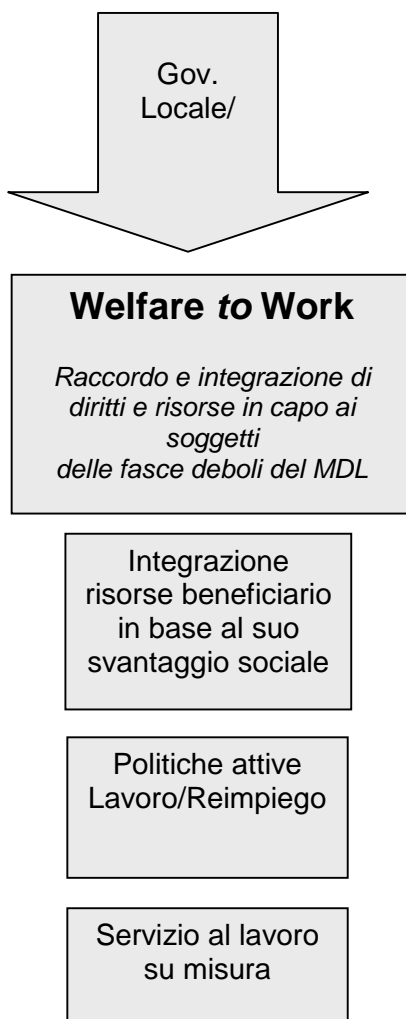 Gov.
Locale/
Welfare to Work
Raccordo e integrazione di
diritti e risorse in capo ai
soggetti
delle fasce deboli del MDL
Integrazione
risorse beneficiario
in base al suo
svantaggio sociale
Politiche attive
Lavoro/Reimpiego
Servizio al lavoro
su misura